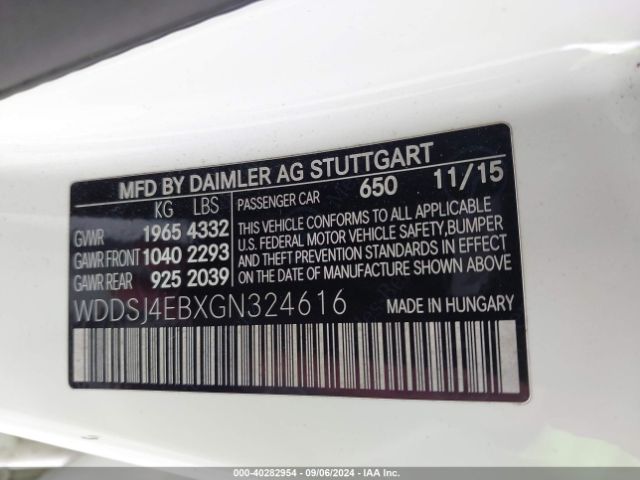 MFD BY DAIMLER AG STUTTGART
KG LBS PASSENGER CAR 650 11/15
GVWR 1965 4332
GAWR FRONT 1040 2293
GAWR REAR 925 2039
THIS VEHICLE CONFORMS TO ALL APPLICABLE
U.S. FEDERAL MOTOR VEHICLE SAFETY, BUMPER
AND THEFT PREVENTION STANDARDS IN EFFECT
ON THE DATE OF MANUFACTURE SHOWN ABOVE.
WDDSJ4EBXGN324616 MADE IN HUNGARY
000-40282954 - 09/06/2024 - IAA Inc.